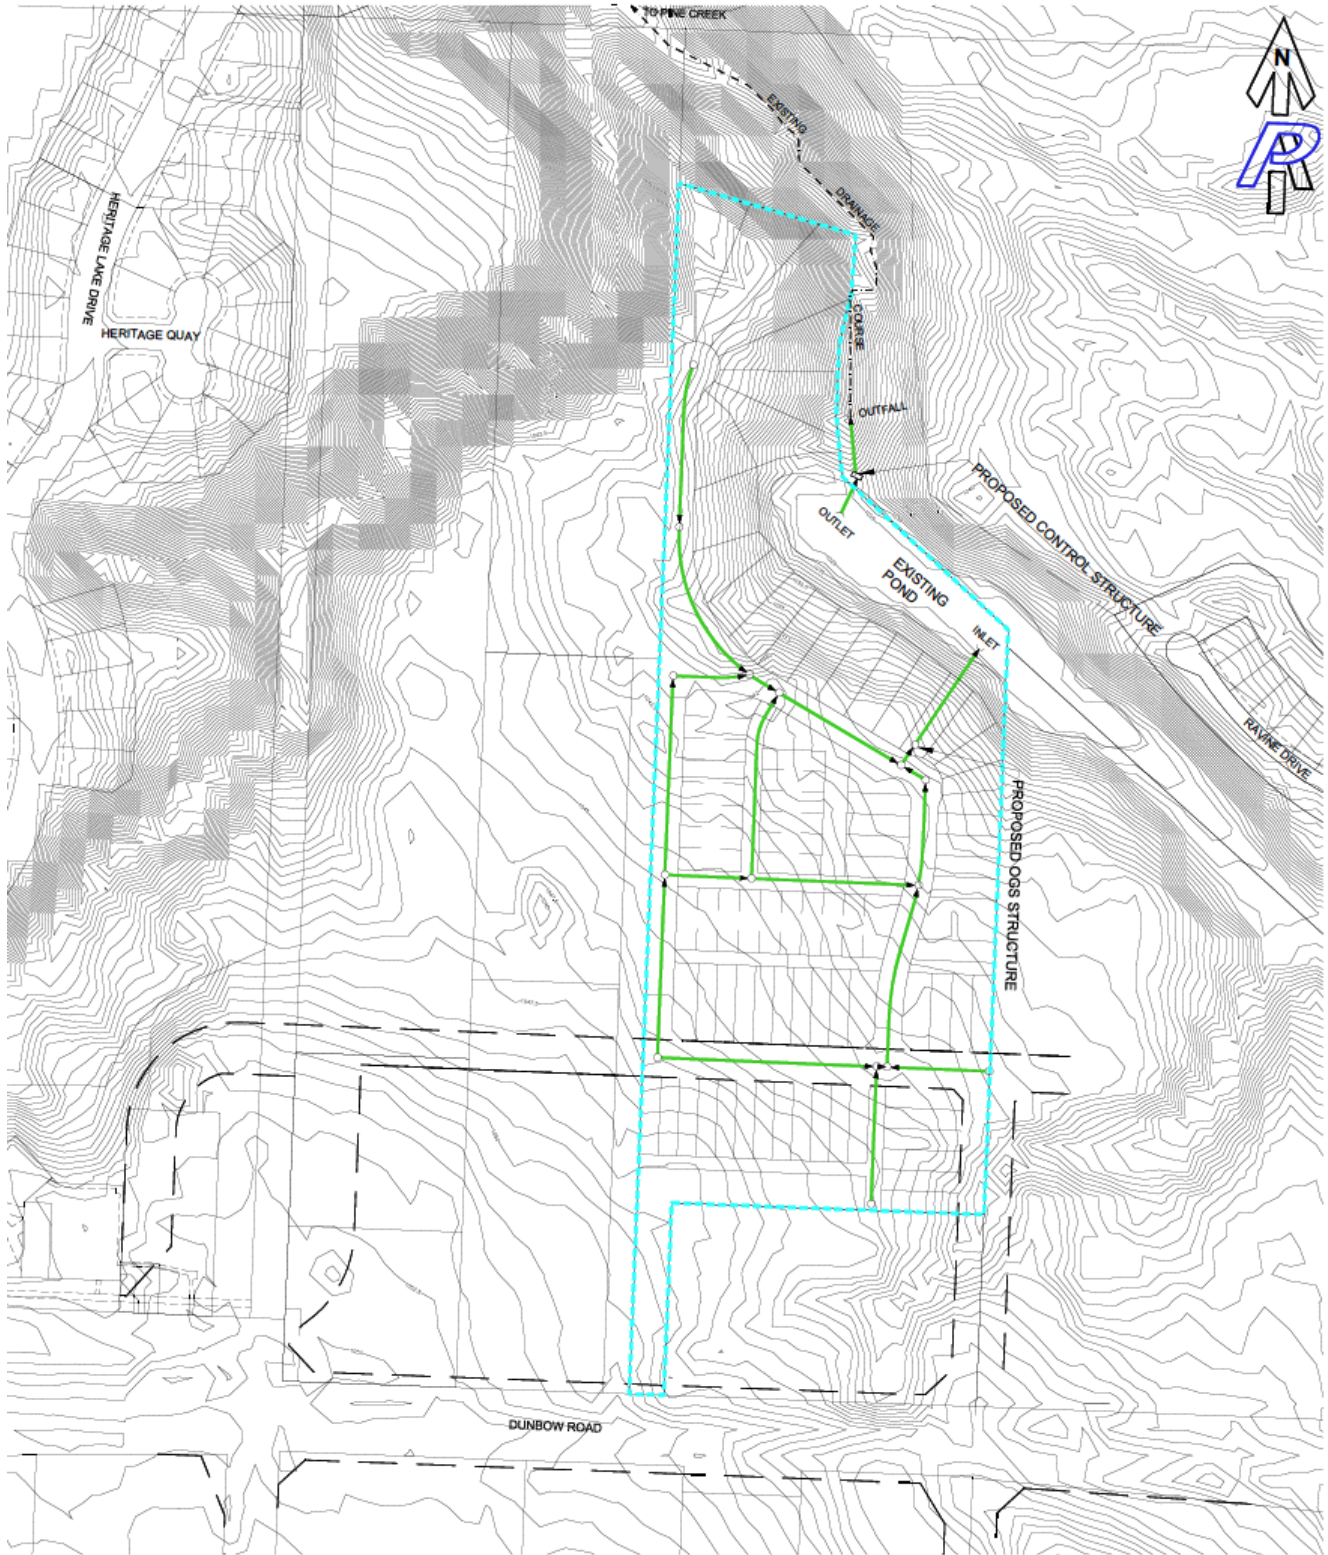 TO PINE CREEK
N
EXISTING
DRAINAGE
COURSE
HERITAGE LAKE DRIVE
HERITAGE QUAY
OUTFALL
PROPOSED CONTROL STRUCTURE
OUTLET
EXISTING
POND
INLET
RAVINE DRIVE
PROPOSED OGS STRUCTURE
DUNBOW ROAD